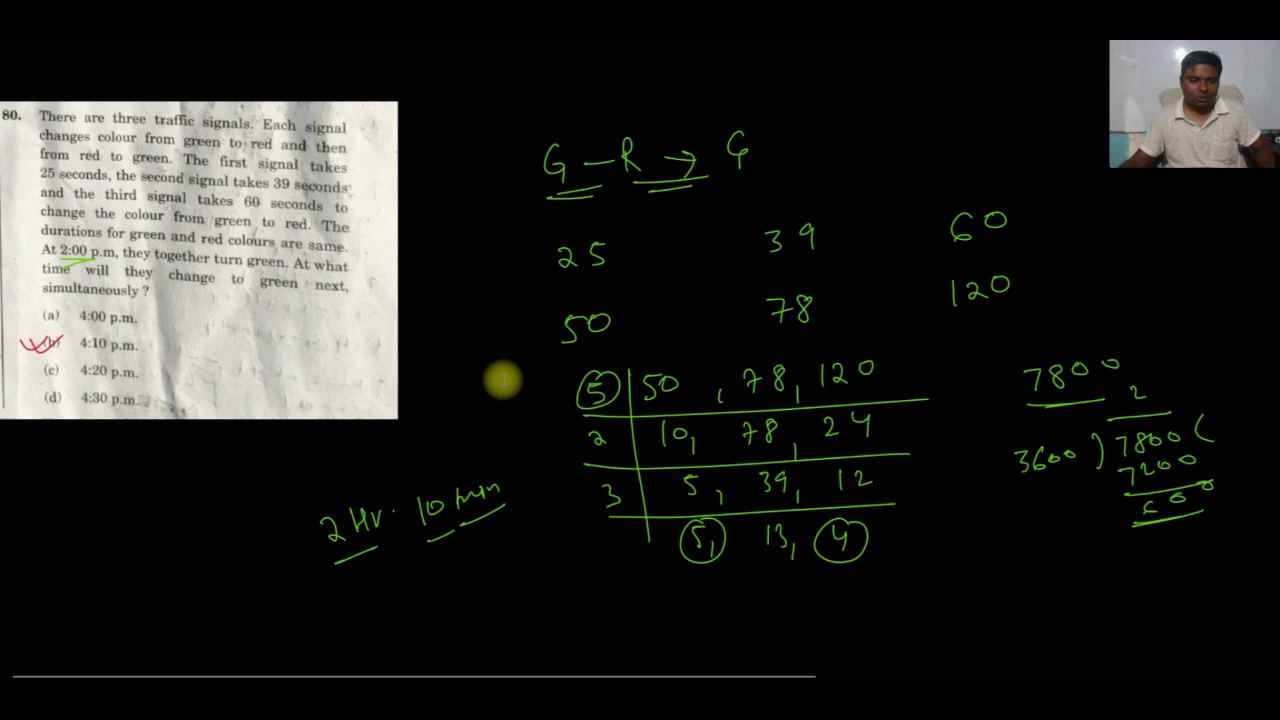 80. There are three traffic signals. Each signal
changes colour from green to red and then
from red to green. The first signal takes
25 seconds, the second signal takes 39 seconds
and the third signal takes 60 seconds to
change the colour from green to red. The
durations for green and red colours are same.
At 2:00 p.m, they together turn green. At what
time will they change to green next,
simultaneously ?
(a) 4:00 p.m.
(b) 4:10 p.m.
(c) 4:20 p.m.
(d) 4:30 p.m.
G – R → G
25 39 60
50 78 120
5 | 50 , 78 , 120
2 | 10, 78, 24
3 | 5, 39, 12
5, 13, 4
7800
2
3600 ) 7800 (
7200
600
2 Hr. 10 min